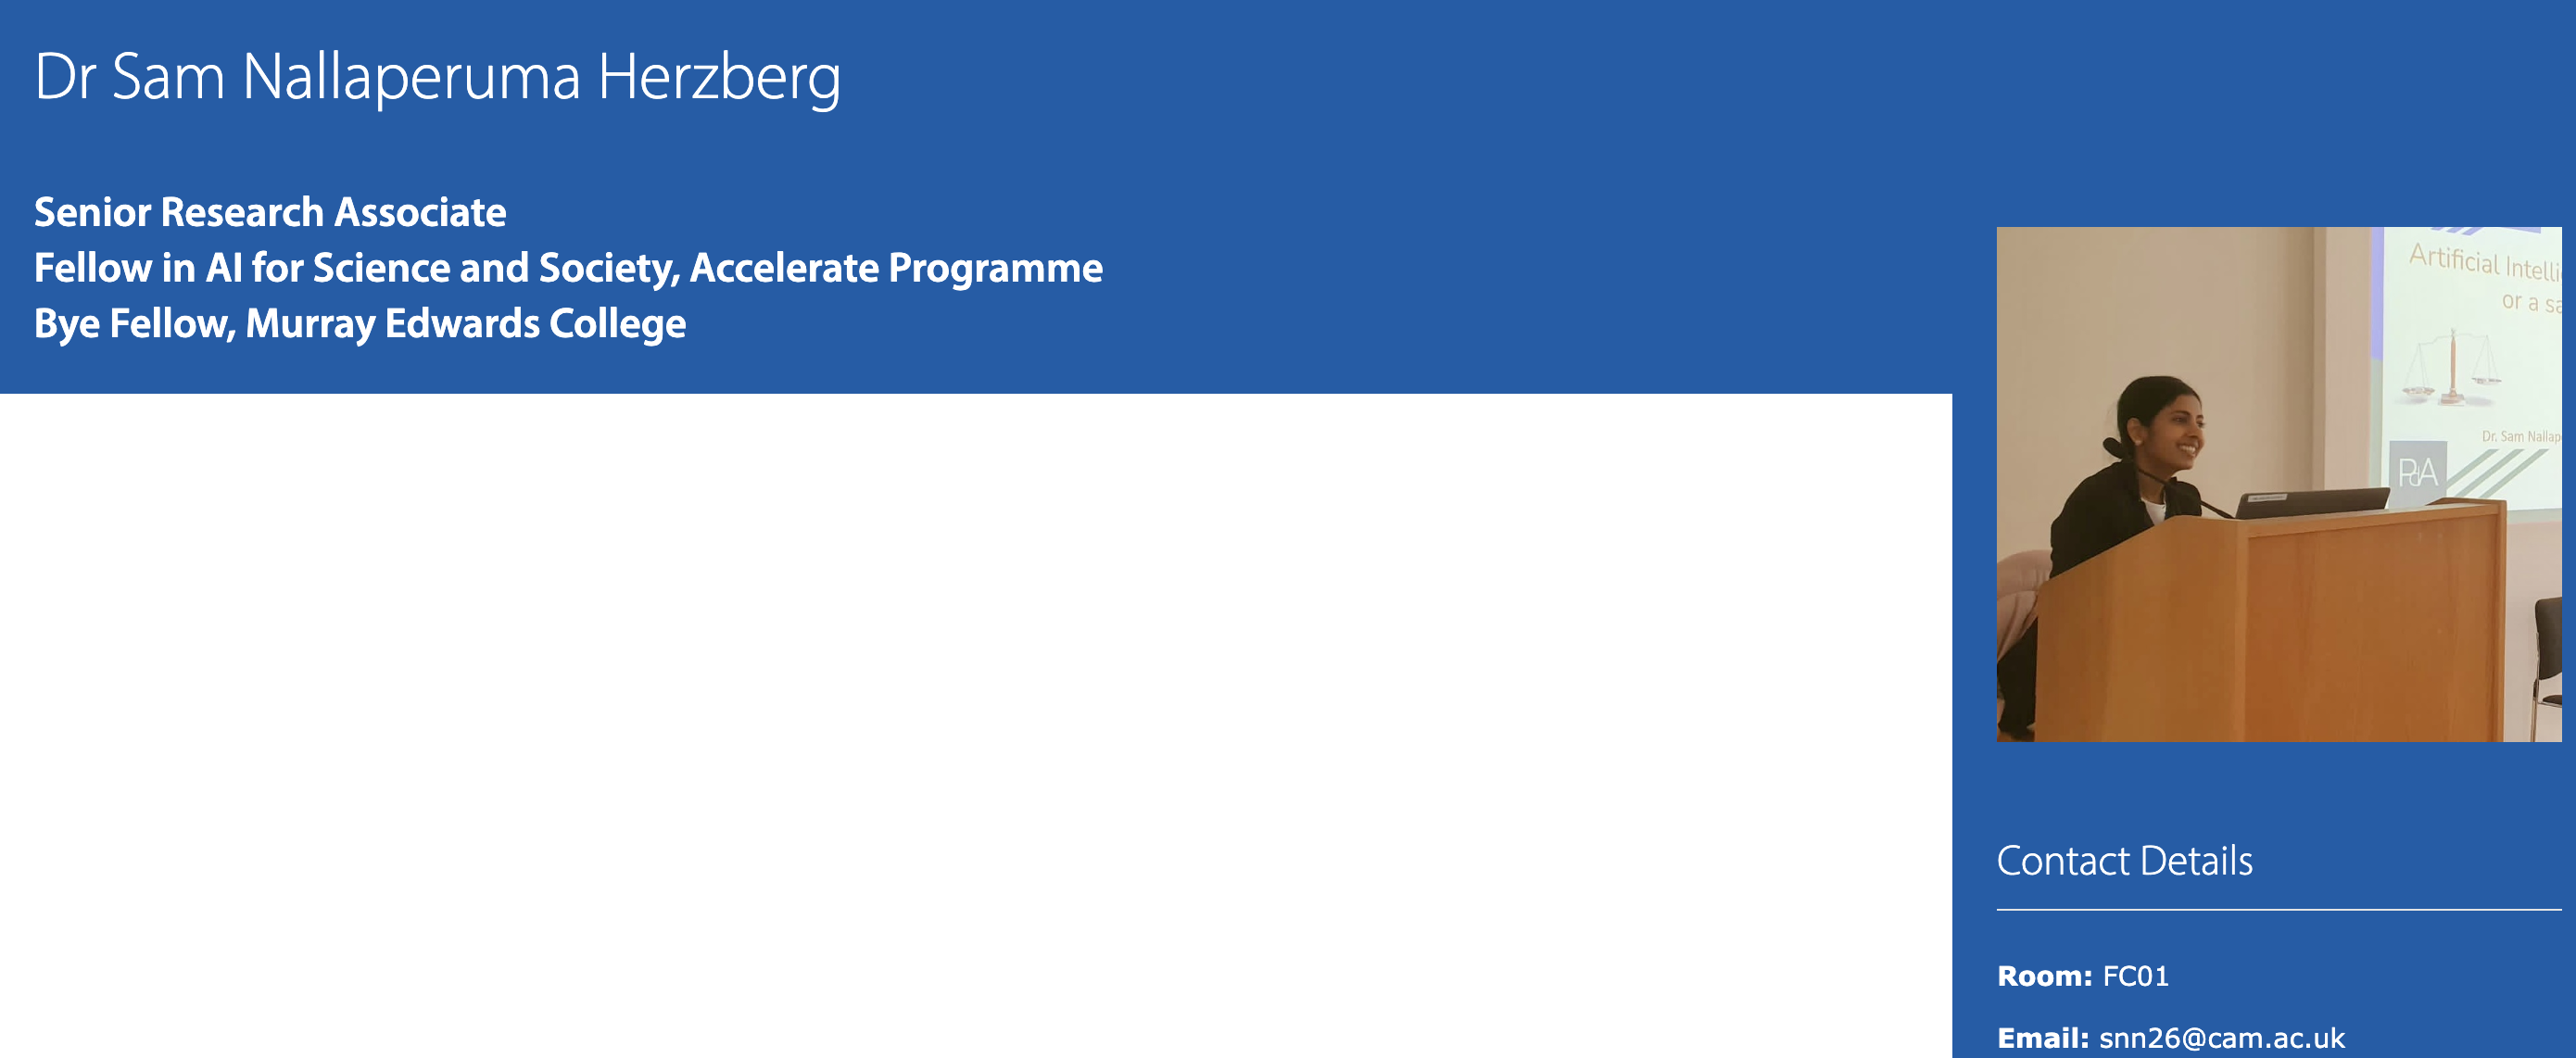 Dr Sam Nallaperuma Herzberg
Senior Research Associate
Fellow in AI for Science and Society, Accelerate Programme
Bye Fellow, Murray Edwards College
Artificial Intelli
or a sa
Dr. Sam Nallap
PdA
Contact Details
Room: FC01
Email: snn26@cam.ac.uk